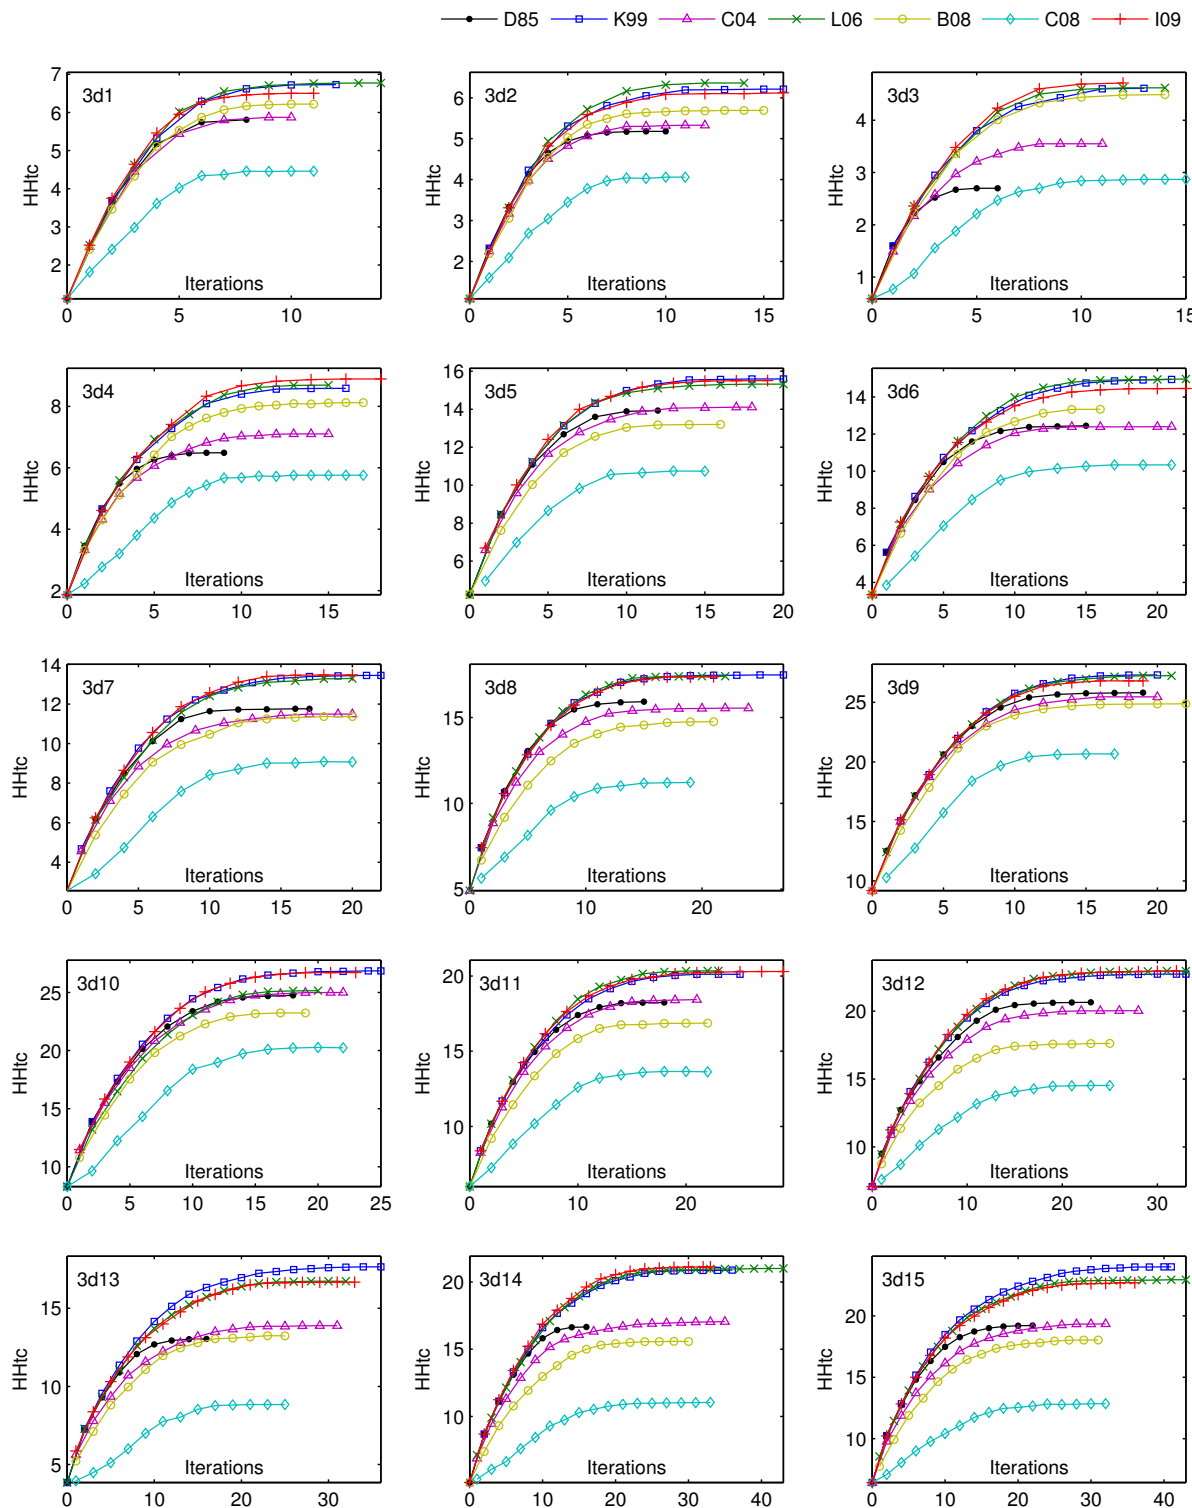 D85 K99 C04 L06 B08 C08 I09
7 6 5 4 3 2
HHtc
3d1
Iterations
0 5 10
6 5 4 3 2
HHtc
3d2
Iterations
0 5 10 15
4 3 2 1
HHtc
3d3
Iterations
0 5 10 15
8 6 4 2
HHtc
3d4
Iterations
0 5 10 15
16 14 12 10 8 6
HHtc
3d5
Iterations
0 5 10 15 20
14 12 10 8 6 4
HHtc
3d6
Iterations
0 5 10 15 20
14 12 10 8 6 4
HHtc
3d7
Iterations
0 5 10 15 20
15 10 5
HHtc
3d8
Iterations
0 10 20
25 20 15 10
HHtc
3d9
Iterations
0 5 10 15 20
25 20 15 10
HHtc
3d10
Iterations
0 5 10 15 20 25
20 15 10
HHtc
3d11
Iterations
0 10 20
20 15 10
HHtc
3d12
Iterations
0 10 20 30
15 10 5
HHtc
3d13
Iterations
0 10 20 30
20 15 10
HHtc
3d14
Iterations
0 10 20 30 40
20 15 10
HHtc
3d15
Iterations
0 10 20 30 40